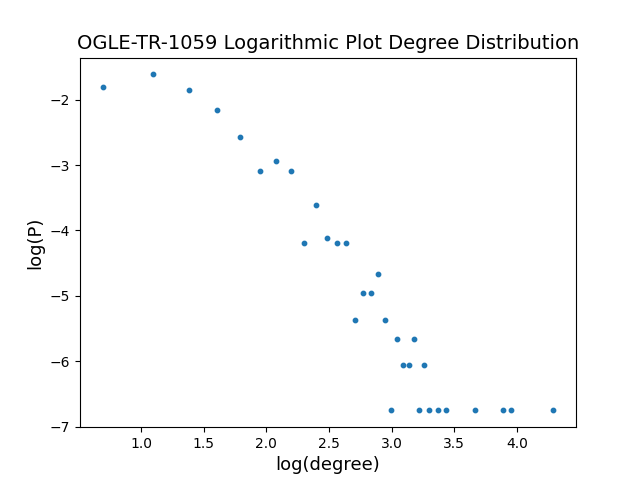 OGLE-TR-1059 Logarithmic Plot Degree Distribution
log(P)
−2
−3
−4
−5
−6
−7
1.0 1.5 2.0 2.5 3.0 3.5 4.0
log(degree)